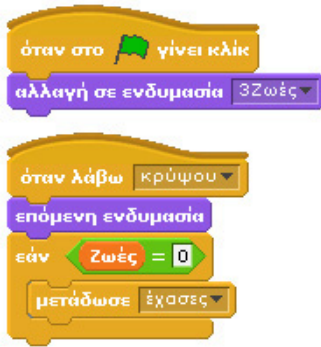 όταν στο γίνει κλικ
αλλαγή σε ενδυμασία 3Ζωές
όταν λάβω κρύψου
επόμενη ενδυμασία
εάν Ζωές = 0
μετάδωσε έχασες